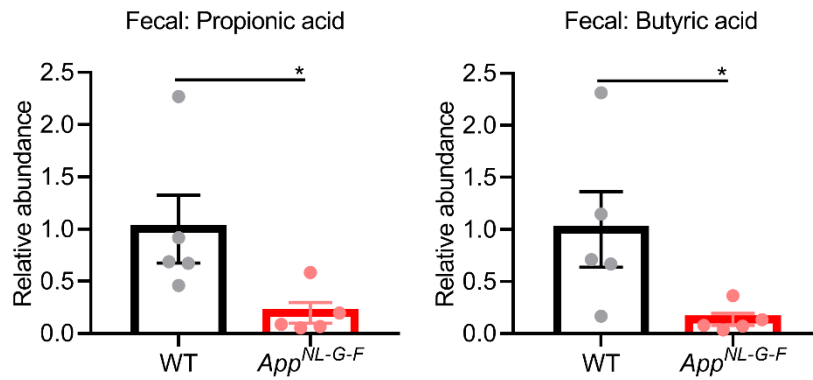 Fecal: Propionic acid
*
Relative abundance
2.5
2.0
1.5
1.0
0.5
0.0
WT
App^NL-G-F
Fecal: Butyric acid
*
Relative abundance
2.5
2.0
1.5
1.0
0.5
0.0
WT
App^NL-G-F